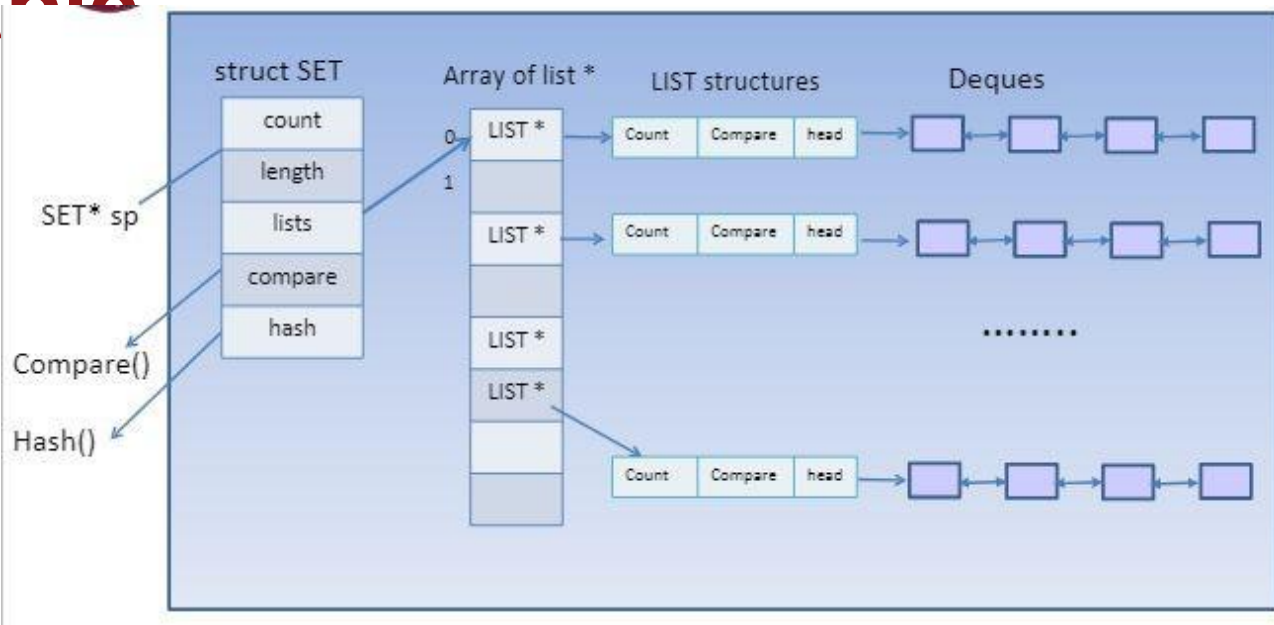 struct SET
Array of list *
LIST structures
Deques
count
length
lists
compare
hash
SET* sp
Compare()
Hash()
0
1
LIST *
LIST *
LIST *
LIST *
Count Compare head
Count Compare head
........
Count Compare head